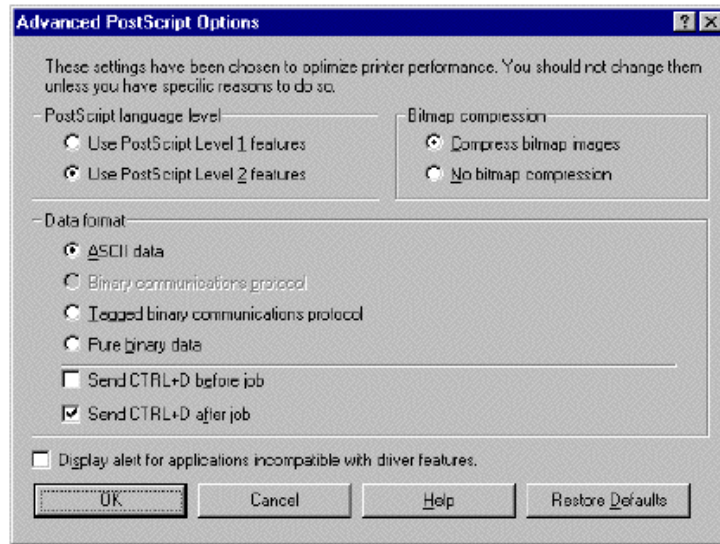 Advanced PostScript Options
These settings have been chosen to optimize printer performance. You should not change them
unless you have specific reasons to do so.
PostScript language level
Use PostScript Level 1 features
Use PostScript Level 2 features
Bitmap compression
Compress bitmap images
No bitmap compression
Data format
ASCII data
Binary communications protocol
Tagged binary communications protocol
Pure binary data
Send CTRL+D before job
Send CTRL+D after job
Display alert for applications incompatible with driver features.
OK
Cancel
Help
Restore Defaults